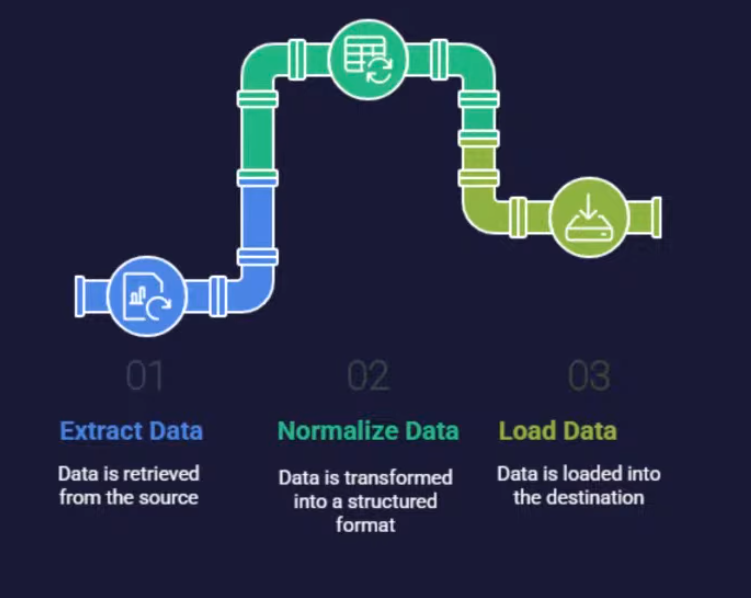 01
Extract Data
Data is retrieved
from the source
02
Normalize Data
Data is transformed
into a structured
format
03
Load Data
Data is loaded into
the destination